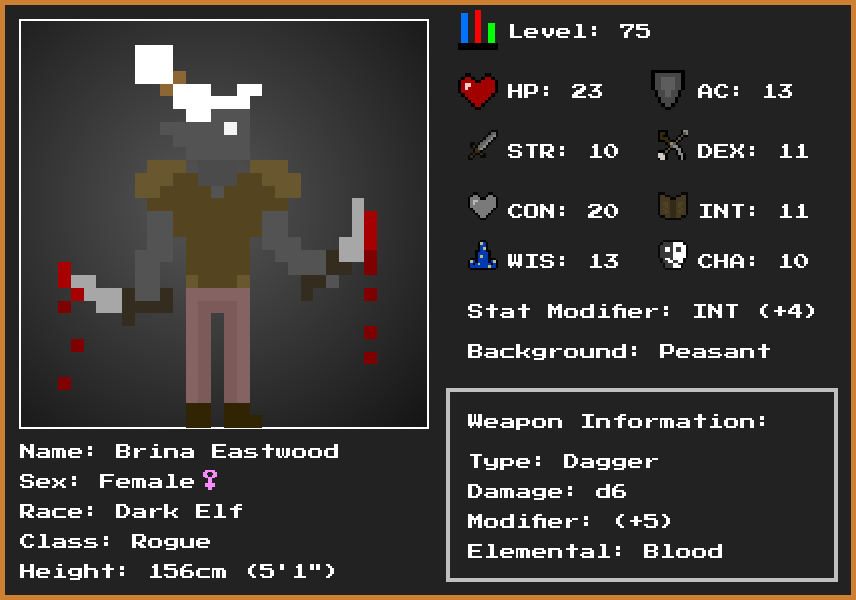 Level: 75
HP: 23
AC: 13
STR: 10
DEX: 11
CON: 20
INT: 11
WIS: 13
CHA: 10
Stat Modifier: INT (+4)
Background: Peasant
Weapon Information:
Type: Dagger
Damage: d6
Modifier: (+5)
Elemental: Blood
Name: Brina Eastwood
Sex: Female♀
Race: Dark Elf
Class: Rogue
Height: 156cm (5'1")